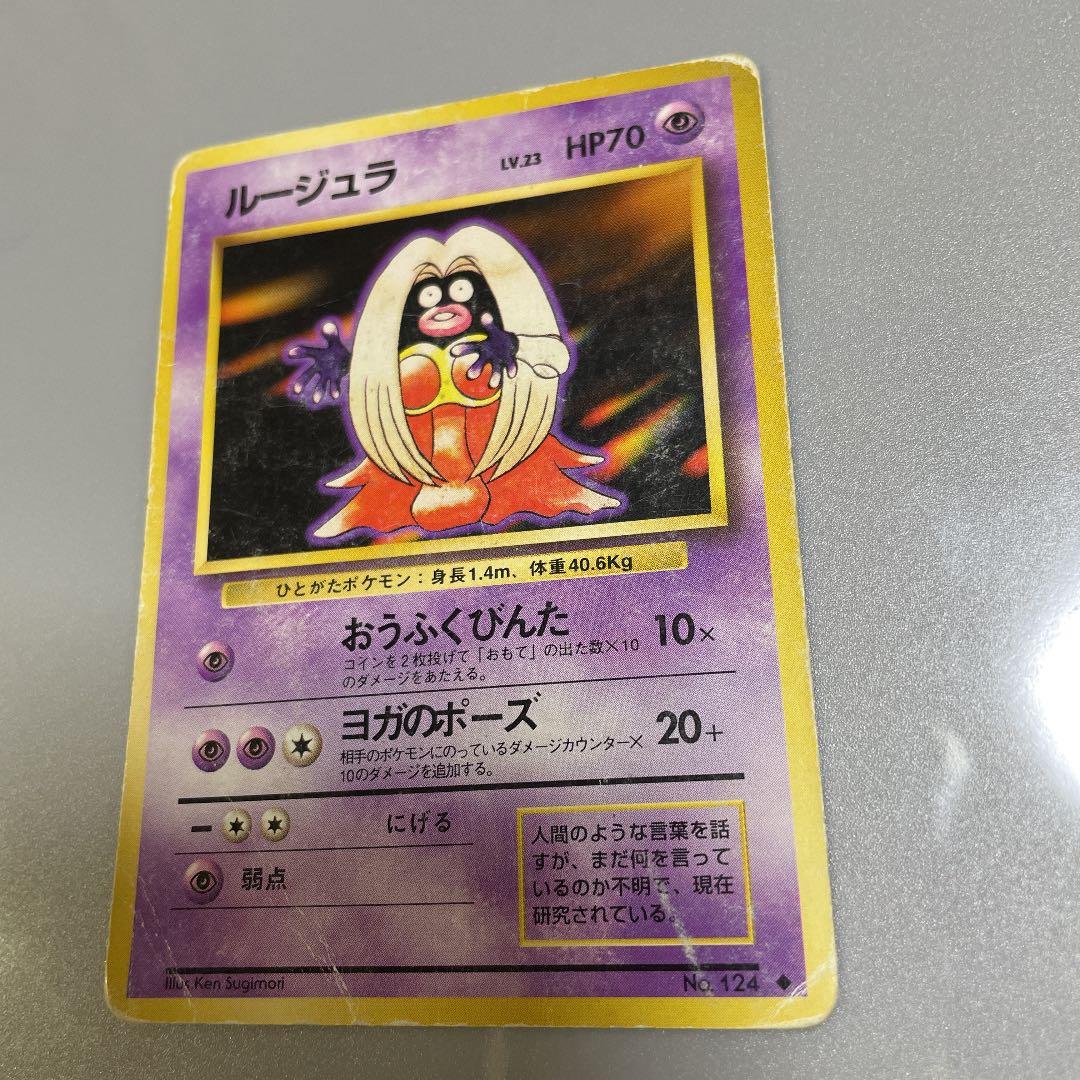 ルージュラ LV.23 HP70
ひとがたポケモン：身長1.4m、体重40.6Kg
おうふくびんた 10×
コインを2枚投げて「おもて」の出た数×10
のダメージをあたえる。
ヨガのポーズ 20+
相手のポケモンにのっているダメージカウンター×
10のダメージを追加する。
ー にげる
弱点
人間のような言葉を話
すが、まだ何を言って
いるのか不明で、現在
研究されている。
Illus.Ken Sugimori
No. 124